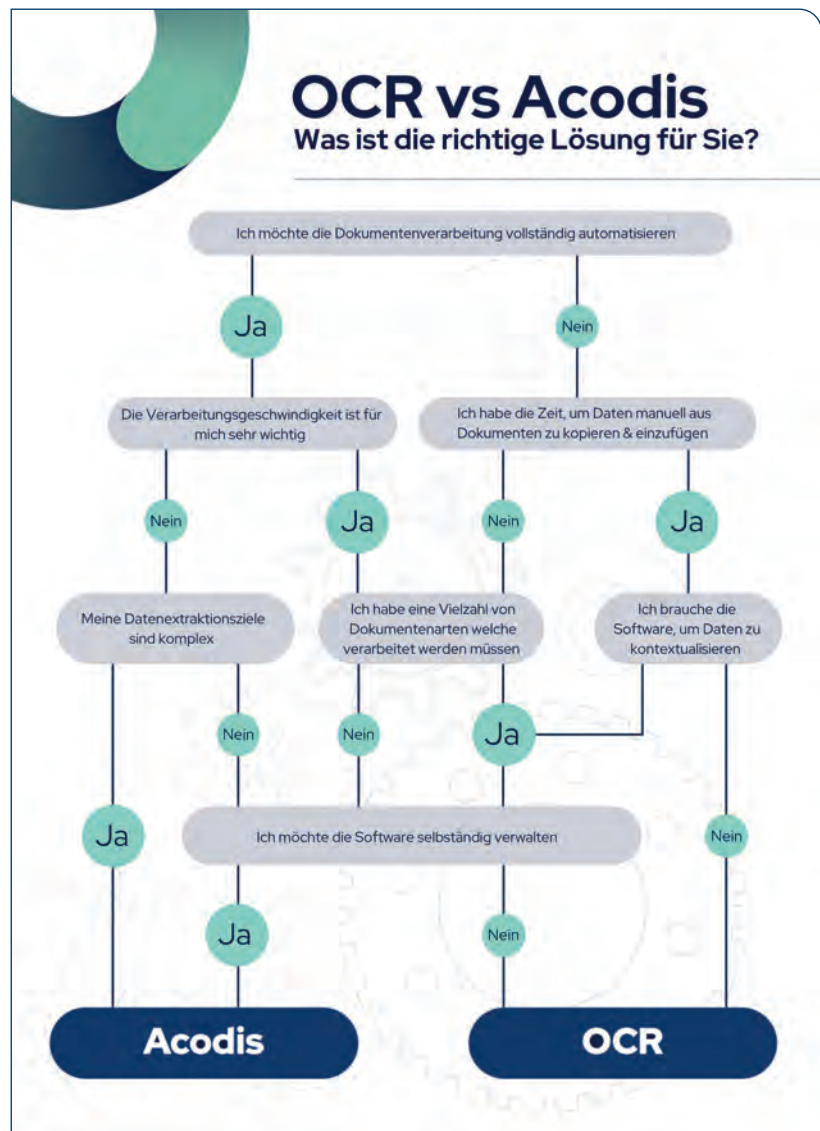 OCR vs Acodis
Was ist die richtige Lösung für Sie?
Ich möchte die Dokumentenverarbeitung vollständig automatisieren
Ja
Nein
Die Verarbeitungsgeschwindigkeit ist für
mich sehr wichtig
Ich habe die Zeit, um Daten manuell aus
Dokumenten zu kopieren & einzufügen
Nein
Ja
Nein
Ja
Meine Datenextraktionsziele
sind komplex
Ich habe eine Vielzahl von
Dokumentenarten welche
verarbeitet werden müssen
Ich brauche die
Software, um Daten zu
kontextualisieren
Nein
Nein
Ja
Ja
Ich möchte die Software selbständig verwalten
Nein
Ja
Nein
Acodis
OCR